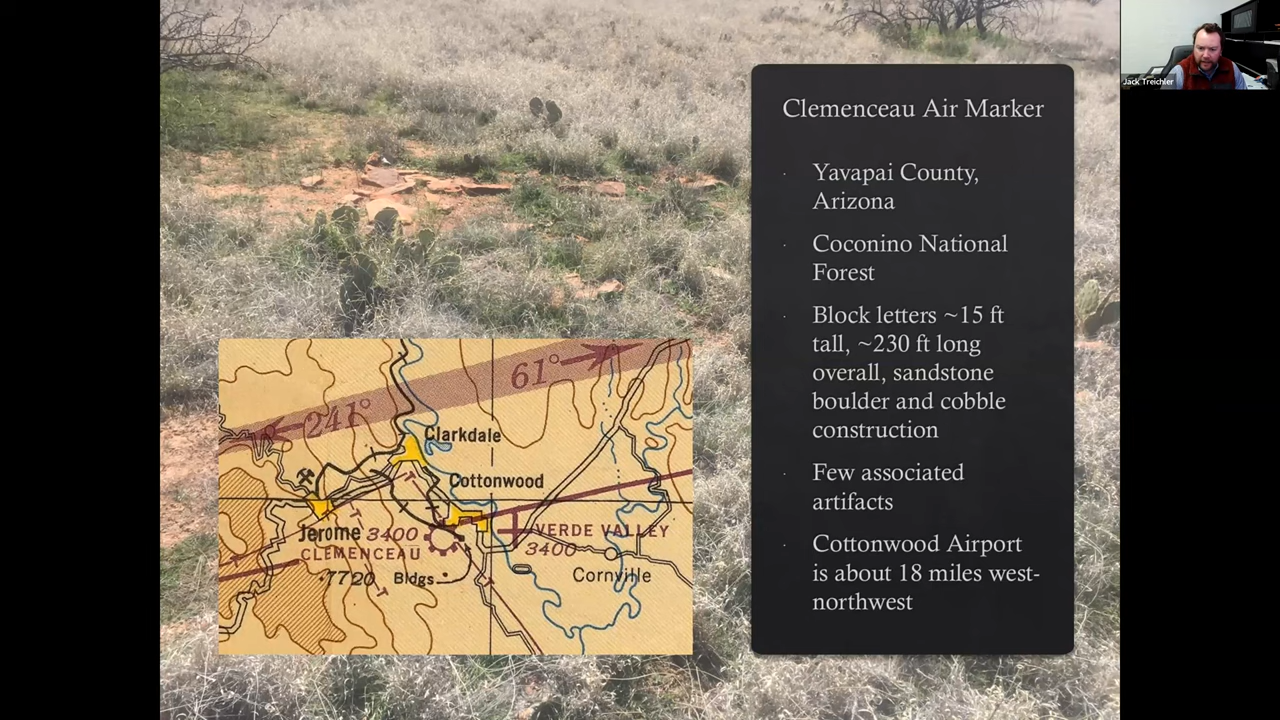 Jack Treichler
Clemenceau Air Marker
Yavapai County,
Arizona
Coconino National
Forest
Block letters ~15 ft
tall, ~230 ft long
overall, sandstone
boulder and cobble
construction
Few associated
artifacts
Cottonwood Airport
is about 18 miles west-
northwest
61°
241°
Clarkdale
Cottonwood
Jerome 3400
VERDE VALLEY
CLEMENCEAU
3400
7720 Bldgs
Cornville